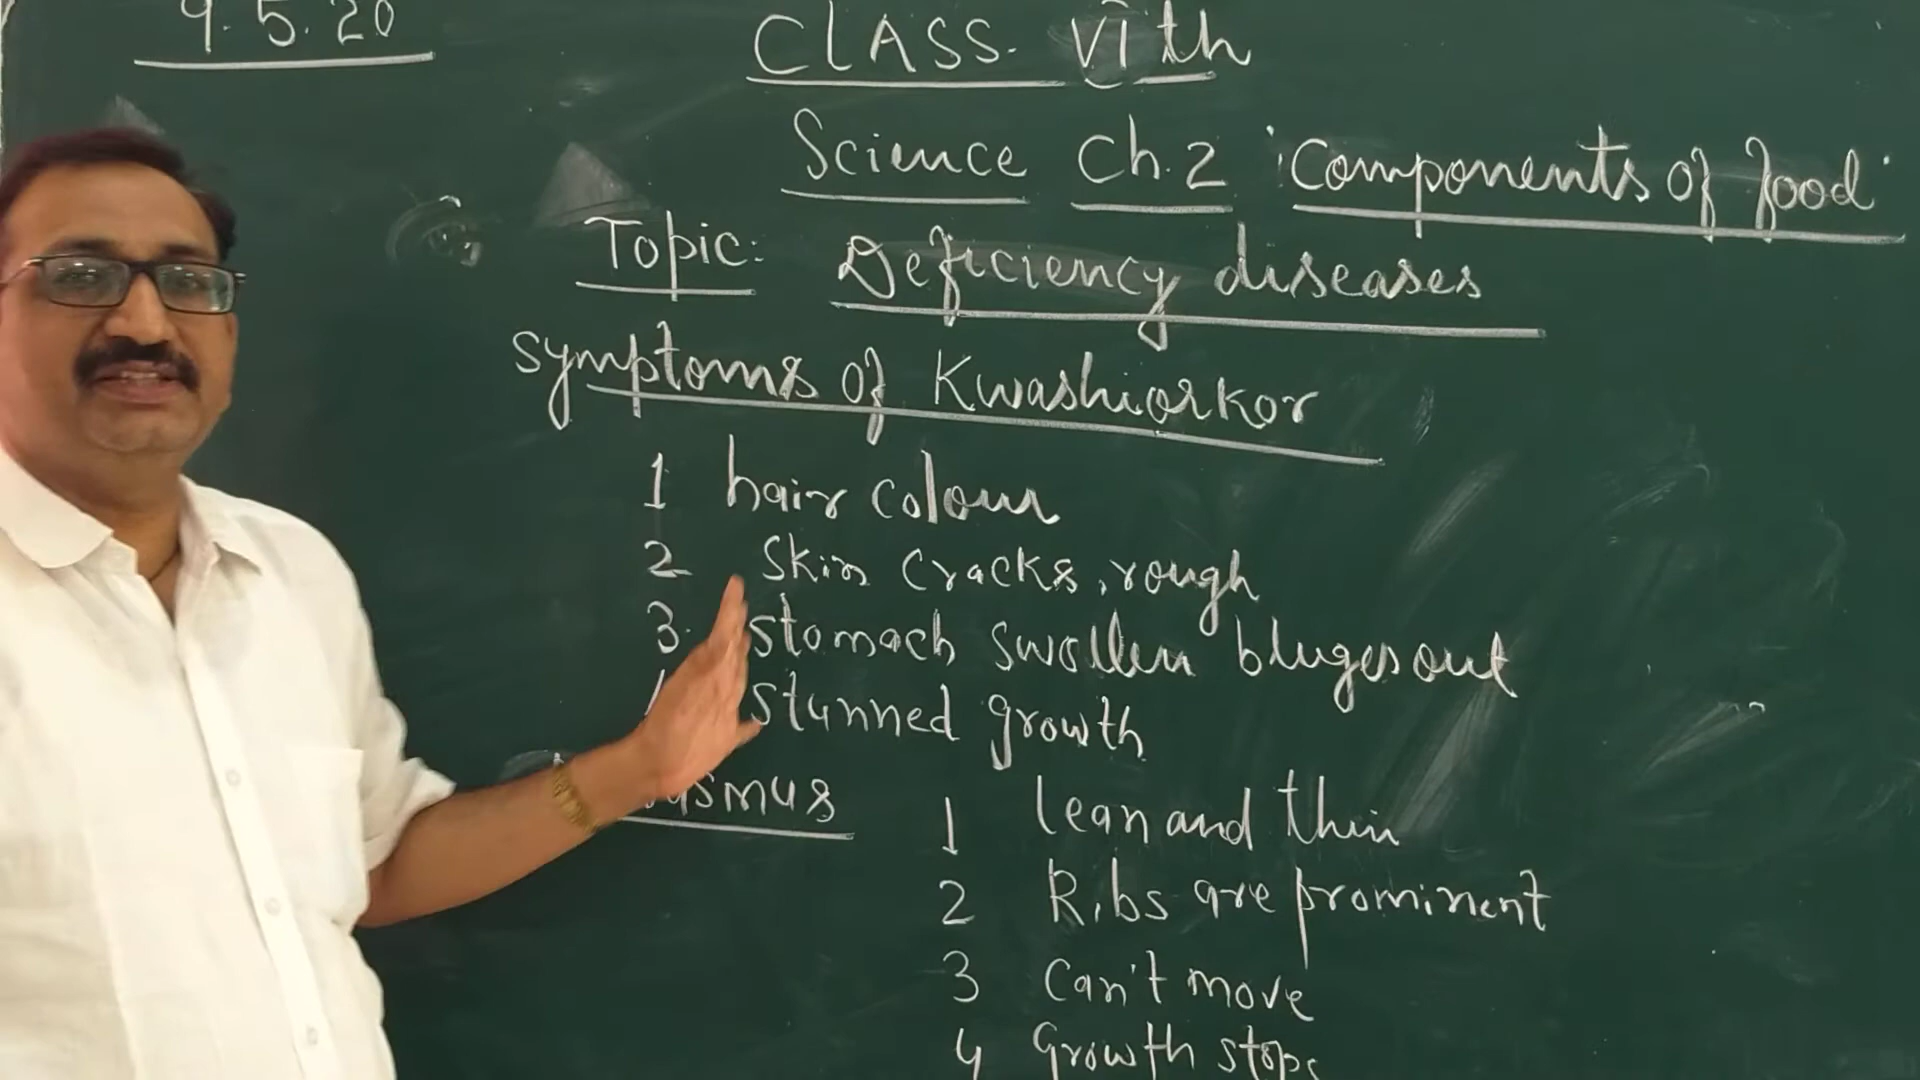 9.5.20
CLASS. VIth
Science Ch.2 'Components of food'
Topic: Deficiency diseases
Symptoms of Kwashiorkor
1 hair colour
2 Skin cracks, rough
3. Stomach swollen bluges out
Stunned growth
1 lean and thin
2 Ribs are prominent
3 Can't move
4 Growth stops